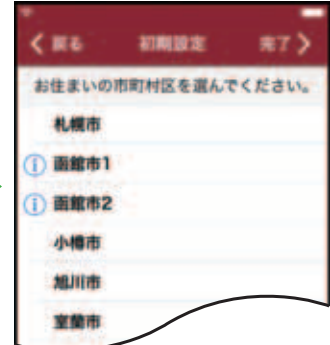 戻る 初期設定 完了
お住まいの市町村区を選んでください。
札幌市
函館市1
函館市2
小樽市
旭川市
室蘭市